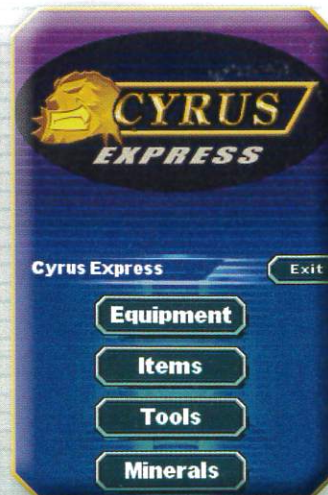 CYRUS
EXPRESS
Cyrus Express
Exit
Equipment
Items
Tools
Minerals